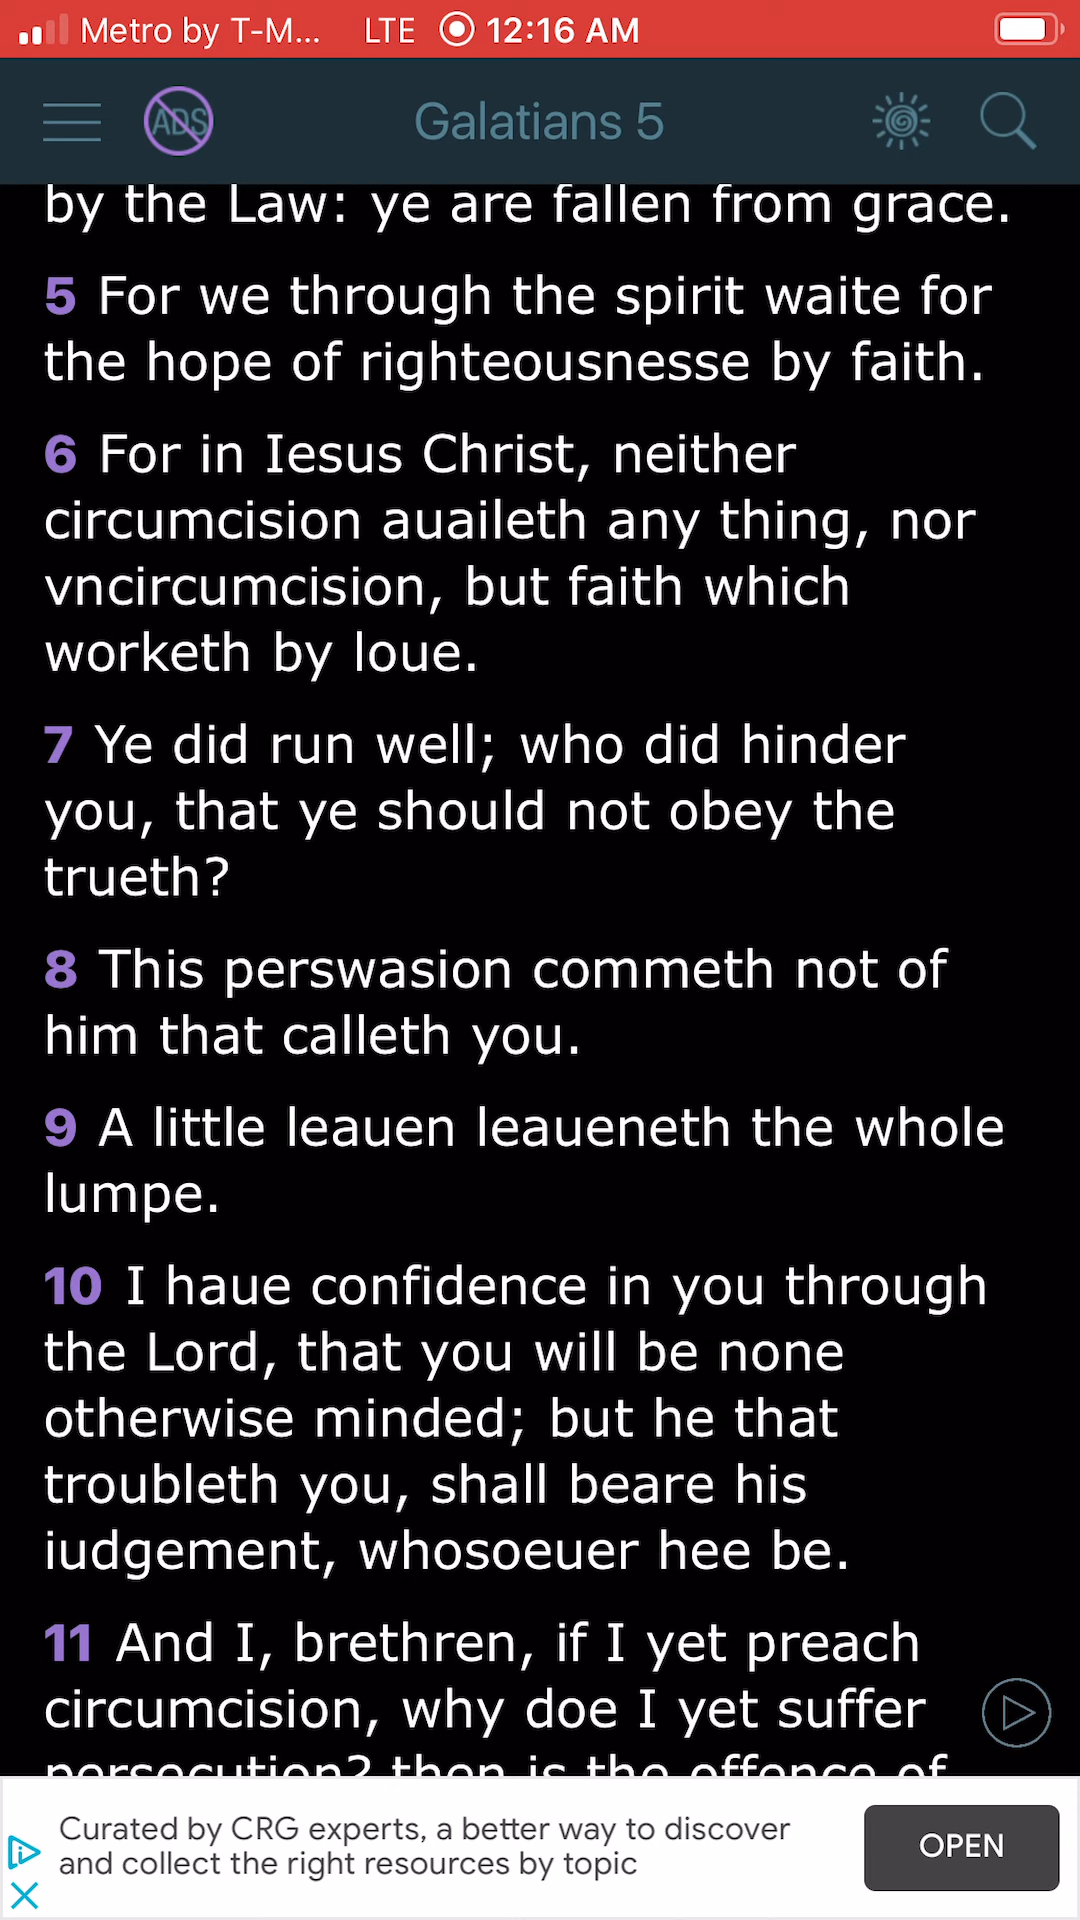 Metro by T-M... LTE 12:16 AM
ADS Galatians 5
by the Law: ye are fallen from grace.
5 For we through the spirit waite for
the hope of righteousnesse by faith.
6 For in Iesus Christ, neither
circumcision auaileth any thing, nor
vncircumcision, but faith which
worketh by loue.
7 Ye did run well; who did hinder
you, that ye should not obey the
trueth?
8 This perswasion commeth not of
him that calleth you.
9 A little leauen leaueneth the whole
lumpe.
10 I haue confidence in you through
the Lord, that you will be none
otherwise minded; but he that
troubleth you, shall beare his
iudgement, whosoeuer hee be.
11 And I, brethren, if I yet preach
circumcision, why doe I yet suffer
persecution? then is the offence of
Curated by CRG experts, a better way to discover
and collect the right resources by topic
OPEN